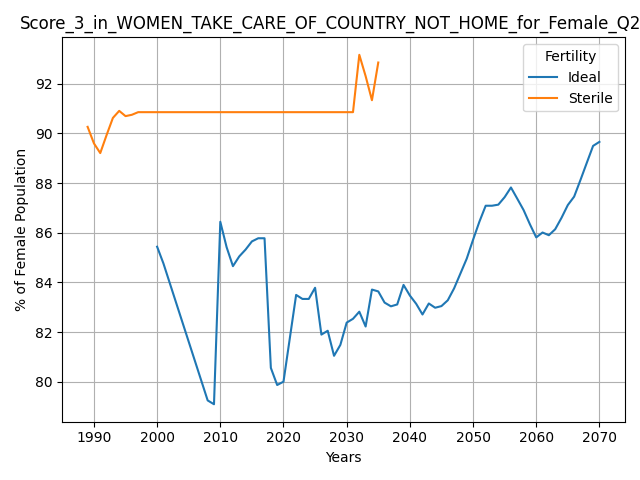 Score_3_in_WOMEN_TAKE_CARE_OF_COUNTRY_NOT_HOME_for_Female_Q2
Fertility
Ideal
Sterile
% of Female Population
92
90
88
86
84
82
80
1990 2000 2010 2020 2030 2040 2050 2060 2070
Years